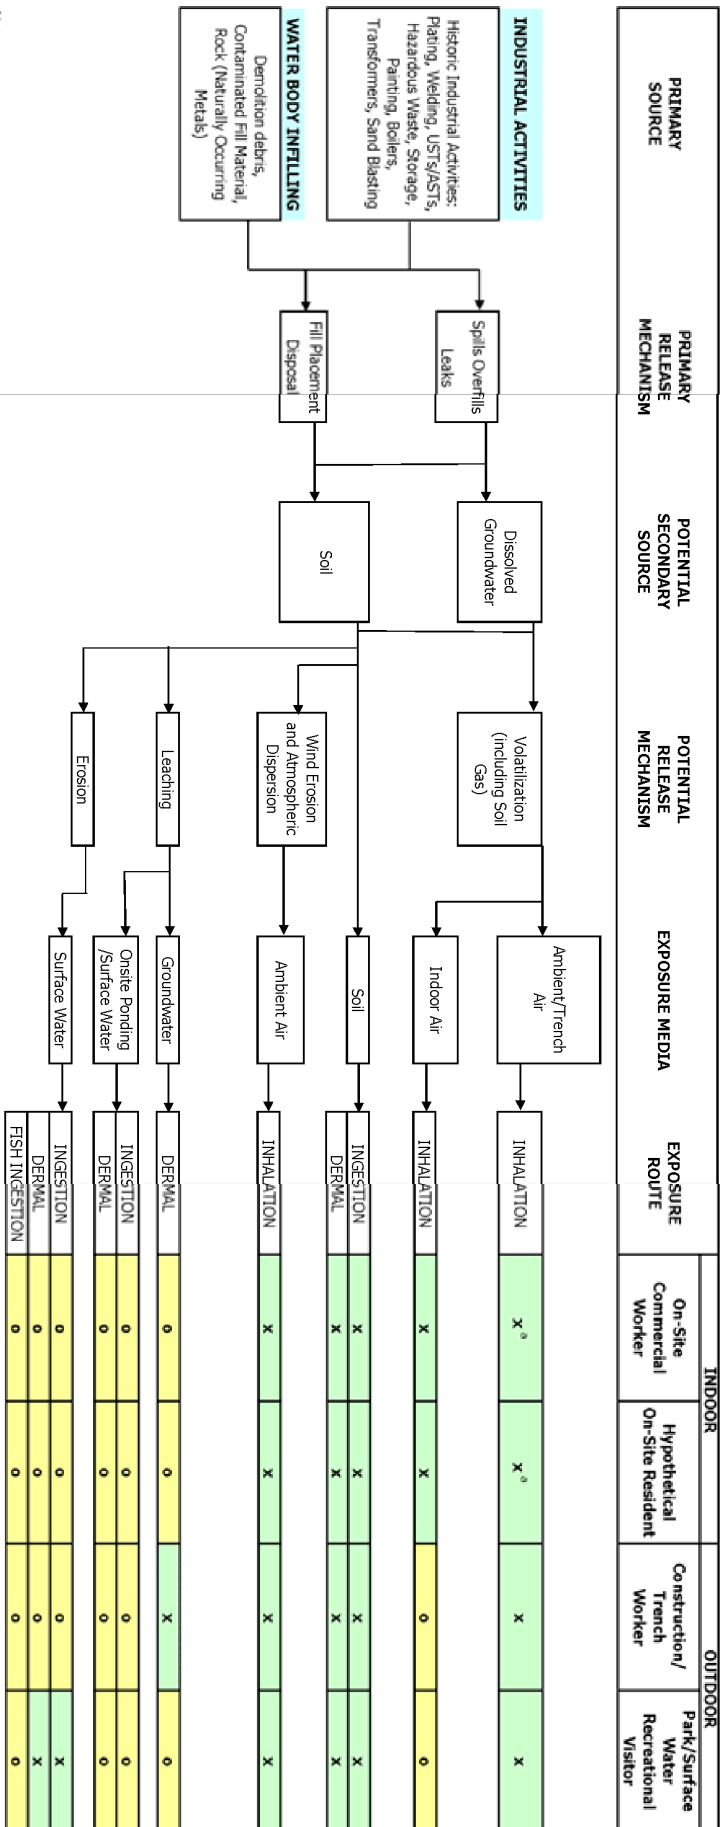 PRIMARY
SOURCE
PRIMARY
RELEASE
MECHANISM
POTENTIAL
SECONDARY
SOURCE
POTENTIAL
RELEASE
MECHANISM
EXPOSURE MEDIA
EXPOSURE
ROUTE
INDOOR
OUTDOOR
On-Site
Commercial
Worker
Hypothetical
On-Site Resident
Construction/
Trench
Worker
Park/Surface
Water
Recreational
Visitor
INDUSTRIAL ACTIVITIES
Historic Industrial Activities:
Plating, Welding, USTs/ASTs,
Hazardous Waste, Storage,
Painting, Boilers,
Transformers, Sand Blasting
WATER BODY INFILLING
Demolition debris,
Contaminated Fill Material,
Rock (Naturally Occurring
Metals)
Spills Overfills
Leaks
Fill Placement
Disposal
Dissolved
Groundwater
Soil
Volatilization
(including Soil
Gas)
Wind Erosion
and Atmospheric
Dispersion
Leaching
Erosion
Ambient/Trench
Air
INHALATION x a x a x x
Indoor Air
INHALATION x x o o
Soil
INGESTION x x x x
DERMAL x x x x
Ambient Air
INHALATION x x x x
Groundwater
DERMAL o o x o
Onsite Ponding
/Surface Water
INGESTION o o o o
DERMAL o o o o
Surface Water
INGESTION o o o x
DERMAL o o o x
FISH INGESTION o o o o